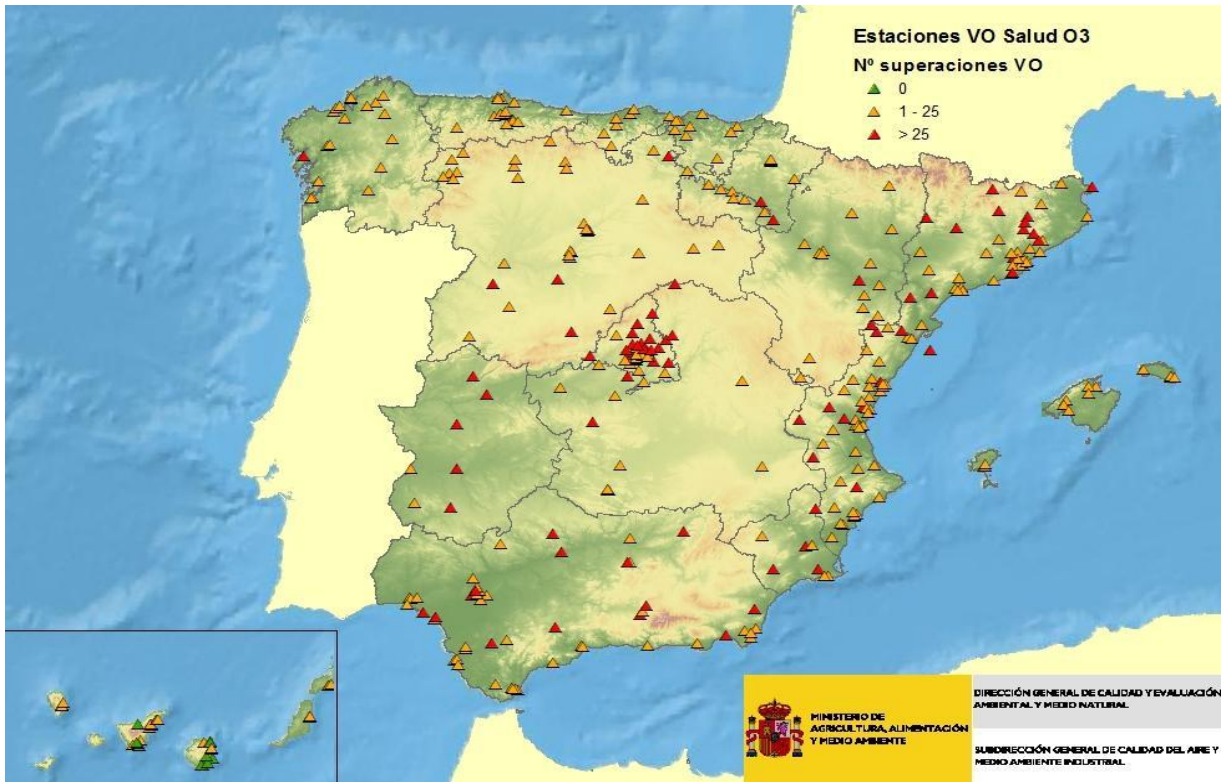 Estaciones VO Salud O3
Nº superaciones VO
0
1 - 25
> 25
MINISTERIO DE
AGRICULTURA, ALIMENTACIÓN
Y MEDIO AMBIENTE
DIRECCIÓN GENERAL DE CALIDAD Y EVALUACIÓN
AMBIENTAL Y MEDIO NATURAL
SUBDIRECCIÓN GENERAL DE CALIDAD DEL AIRE Y
MEDIO AMBIENTE INDUSTRIAL